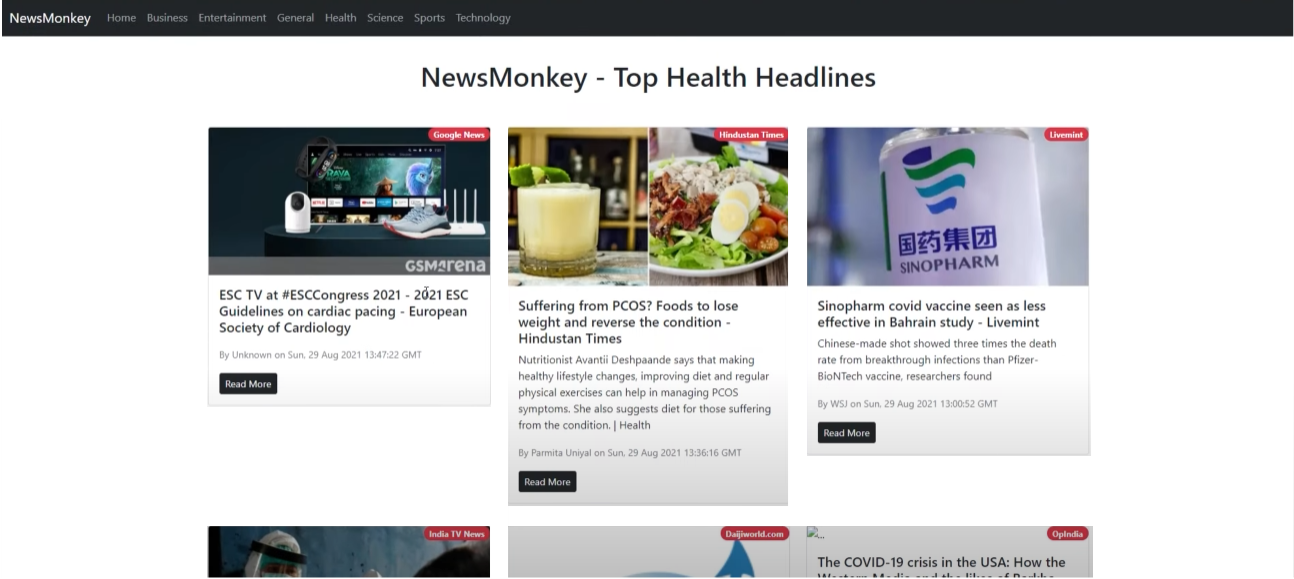 NewsMonkey Home Business Entertainment General Health Science Sports Technology
NewsMonkey - Top Health Headlines
Google News
GSMarena
ESC TV at #ESCCongress 2021 - 2021 ESC
Guidelines on cardiac pacing - European
Society of Cardiology
By Unknown on Sun, 29 Aug 2021 13:47:22 GMT
Read More
Hindustan Times
Suffering from PCOS? Foods to lose
weight and reverse the condition -
Hindustan Times
Nutritionist Avantii Deshpaande says that making
healthy lifestyle changes, improving diet and regular
physical exercises can help in managing PCOS
symptoms. She also suggests diet for those suffering
from the condition. | Health
By Parmita Uniyal on Sun, 29 Aug 2021 13:36:16 GMT
Read More
Livemint
国药集团
SINOPHARM
Sinopharm covid vaccine seen as less
effective in Bahrain study - Livemint
Chinese-made shot showed three times the death
rate from breakthrough infections than Pfizer-
BioNTech vaccine, researchers found
By WSJ on Sun, 29 Aug 2021 13:00:52 GMT
Read More
India TV News
Daijiworld.com
...
OpIndia
The COVID-19 crisis in the USA: How the